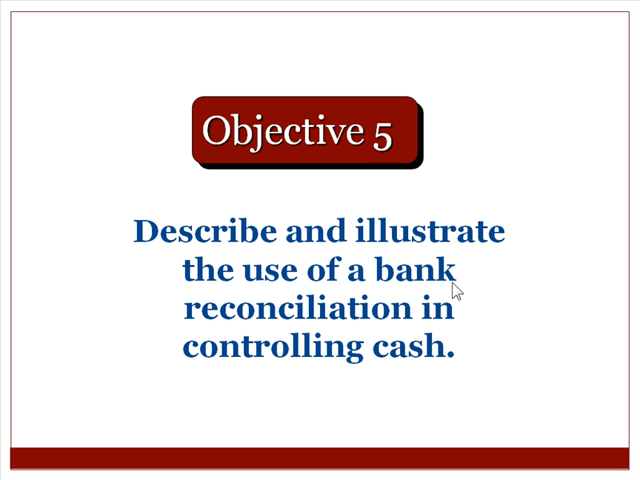 Objective 5
Describe and illustrate
the use of a bank
reconciliation in
controlling cash.